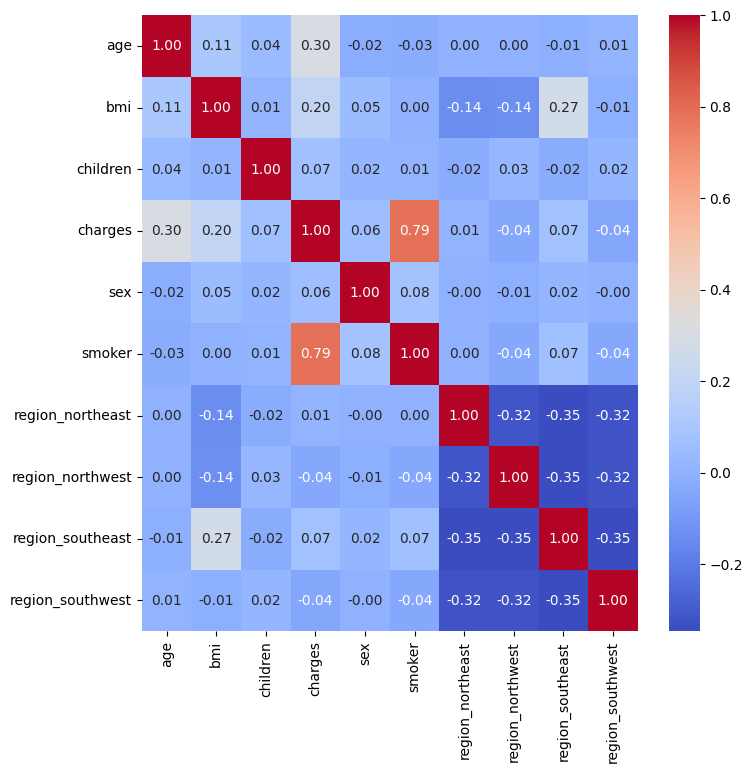 age 1.00 0.11 0.04 0.30 -0.02 -0.03 0.00 0.00 -0.01 0.01
bmi 0.11 1.00 0.01 0.20 0.05 0.00 -0.14 -0.14 0.27 -0.01
children 0.04 0.01 1.00 0.07 0.02 0.01 -0.02 0.03 -0.02 0.02
charges 0.30 0.20 0.07 1.00 0.06 0.79 0.01 -0.04 0.07 -0.04
sex -0.02 0.05 0.02 0.06 1.00 0.08 -0.00 -0.01 0.02 -0.00
smoker -0.03 0.00 0.01 0.79 0.08 1.00 0.00 -0.04 0.07 -0.04
region_northeast 0.00 -0.14 -0.02 0.01 -0.00 0.00 1.00 -0.32 -0.35 -0.32
region_northwest 0.00 -0.14 0.03 -0.04 -0.01 -0.04 -0.32 1.00 -0.35 -0.32
region_southeast -0.01 0.27 -0.02 0.07 0.02 0.07 -0.35 -0.35 1.00 -0.35
region_southwest 0.01 -0.01 0.02 -0.04 -0.00 -0.04 -0.32 -0.32 -0.35 1.00
age
bmi
children
charges
sex
smoker
region_northeast
region_northwest
region_southeast
region_southwest
1.0
0.8
0.6
0.4
0.2
0.0
−0.2